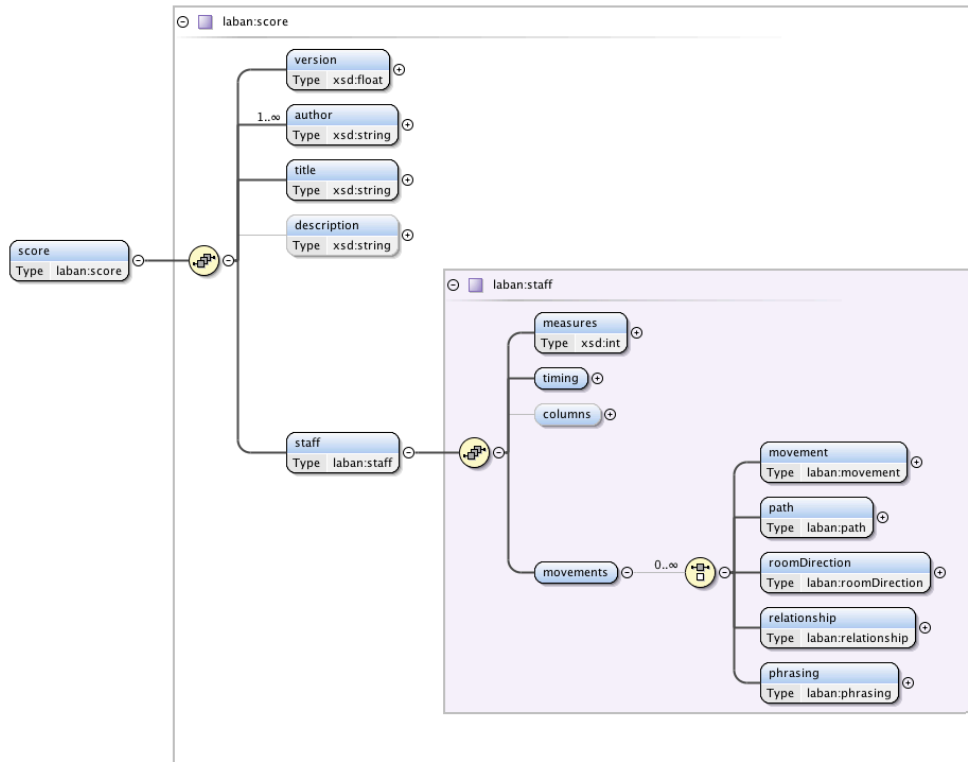 laban:score
version
Type xsd:float
1..∞
author
Type xsd:string
title
Type xsd:string
description
Type xsd:string
score
Type laban:score
laban:staff
measures
Type xsd:int
timing
columns
staff
Type laban:staff
movement
Type laban:movement
path
Type laban:path
movements
0..∞
roomDirection
Type laban:roomDirection
relationship
Type laban:relationship
phrasing
Type laban:phrasing